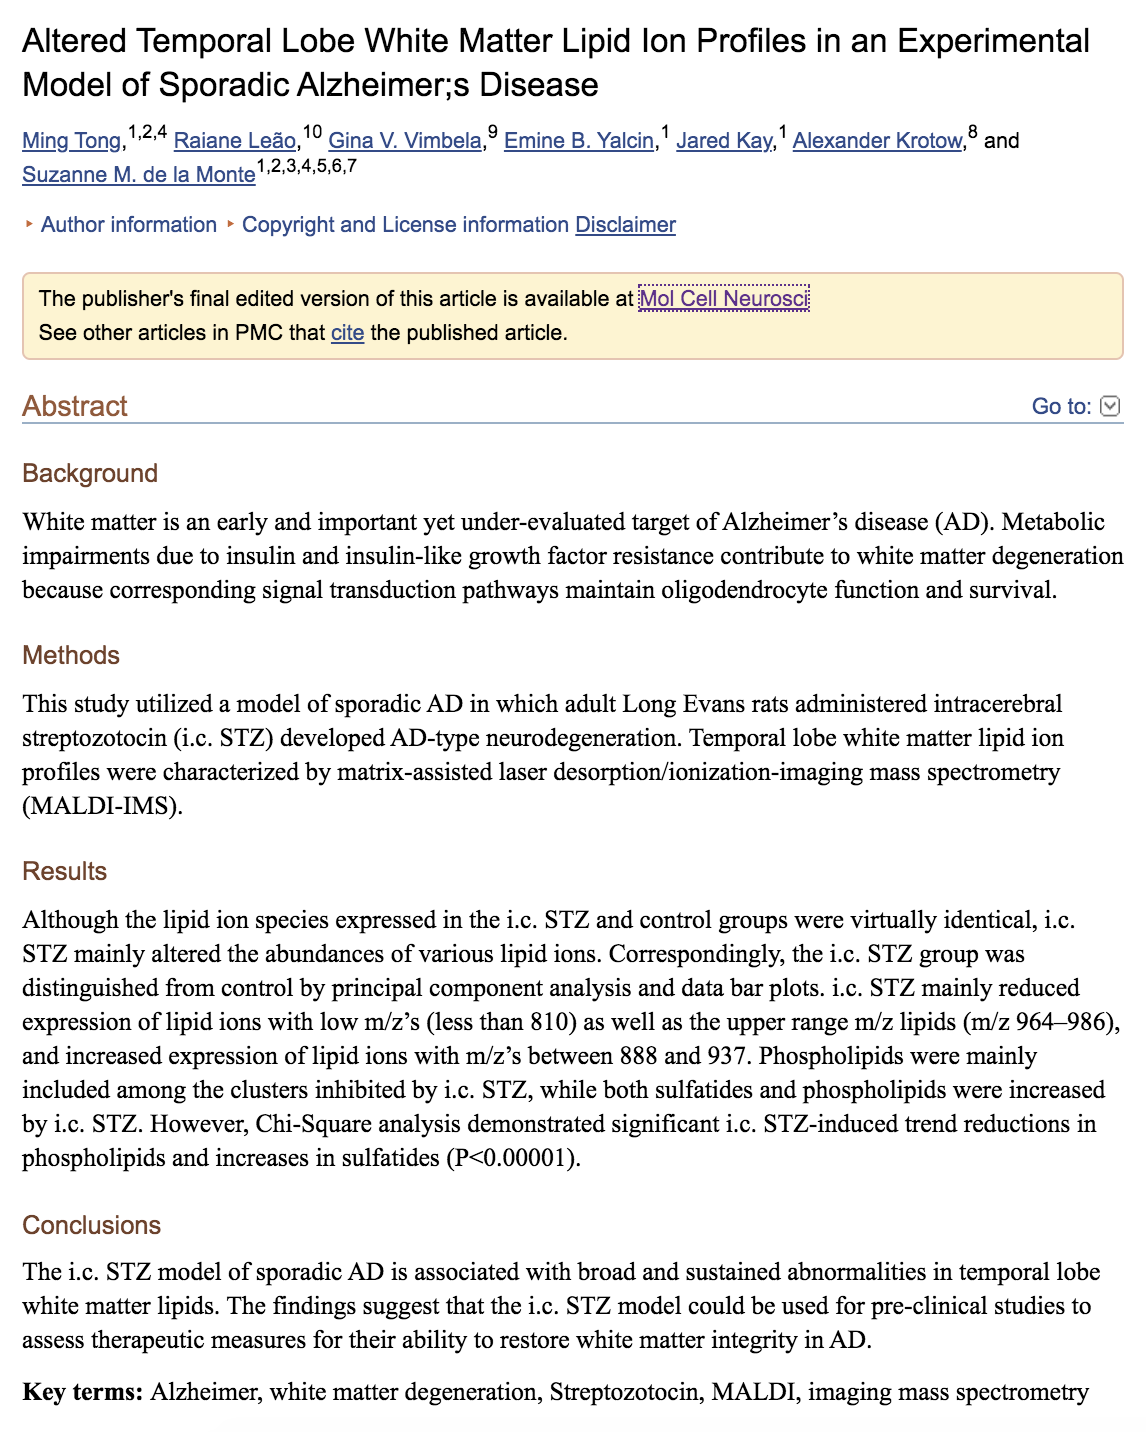 Altered Temporal Lobe White Matter Lipid Ion Profiles in an Experimental
Model of Sporadic Alzheimer;s Disease
Ming Tong,1,2,4 Raiane Leão,10 Gina V. Vimbela,9 Emine B. Yalcin,1 Jared Kay,1 Alexander Krotow,8 and
Suzanne M. de la Monte1,2,3,4,5,6,7
Author information Copyright and License information Disclaimer
The publisher's final edited version of this article is available at Mol Cell Neurosci
See other articles in PMC that cite the published article.
Abstract
Go to:
Background
White matter is an early and important yet under-evaluated target of Alzheimer’s disease (AD). Metabolic
impairments due to insulin and insulin-like growth factor resistance contribute to white matter degeneration
because corresponding signal transduction pathways maintain oligodendrocyte function and survival.
Methods
This study utilized a model of sporadic AD in which adult Long Evans rats administered intracerebral
streptozotocin (i.c. STZ) developed AD-type neurodegeneration. Temporal lobe white matter lipid ion
profiles were characterized by matrix-assisted laser desorption/ionization-imaging mass spectrometry
(MALDI-IMS).
Results
Although the lipid ion species expressed in the i.c. STZ and control groups were virtually identical, i.c.
STZ mainly altered the abundances of various lipid ions. Correspondingly, the i.c. STZ group was
distinguished from control by principal component analysis and data bar plots. i.c. STZ mainly reduced
expression of lipid ions with low m/z’s (less than 810) as well as the upper range m/z lipids (m/z 964–986),
and increased expression of lipid ions with m/z’s between 888 and 937. Phospholipids were mainly
included among the clusters inhibited by i.c. STZ, while both sulfatides and phospholipids were increased
by i.c. STZ. However, Chi-Square analysis demonstrated significant i.c. STZ-induced trend reductions in
phospholipids and increases in sulfatides (P<0.00001).
Conclusions
The i.c. STZ model of sporadic AD is associated with broad and sustained abnormalities in temporal lobe
white matter lipids. The findings suggest that the i.c. STZ model could be used for pre-clinical studies to
assess therapeutic measures for their ability to restore white matter integrity in AD.
Key terms: Alzheimer, white matter degeneration, Streptozotocin, MALDI, imaging mass spectrometry